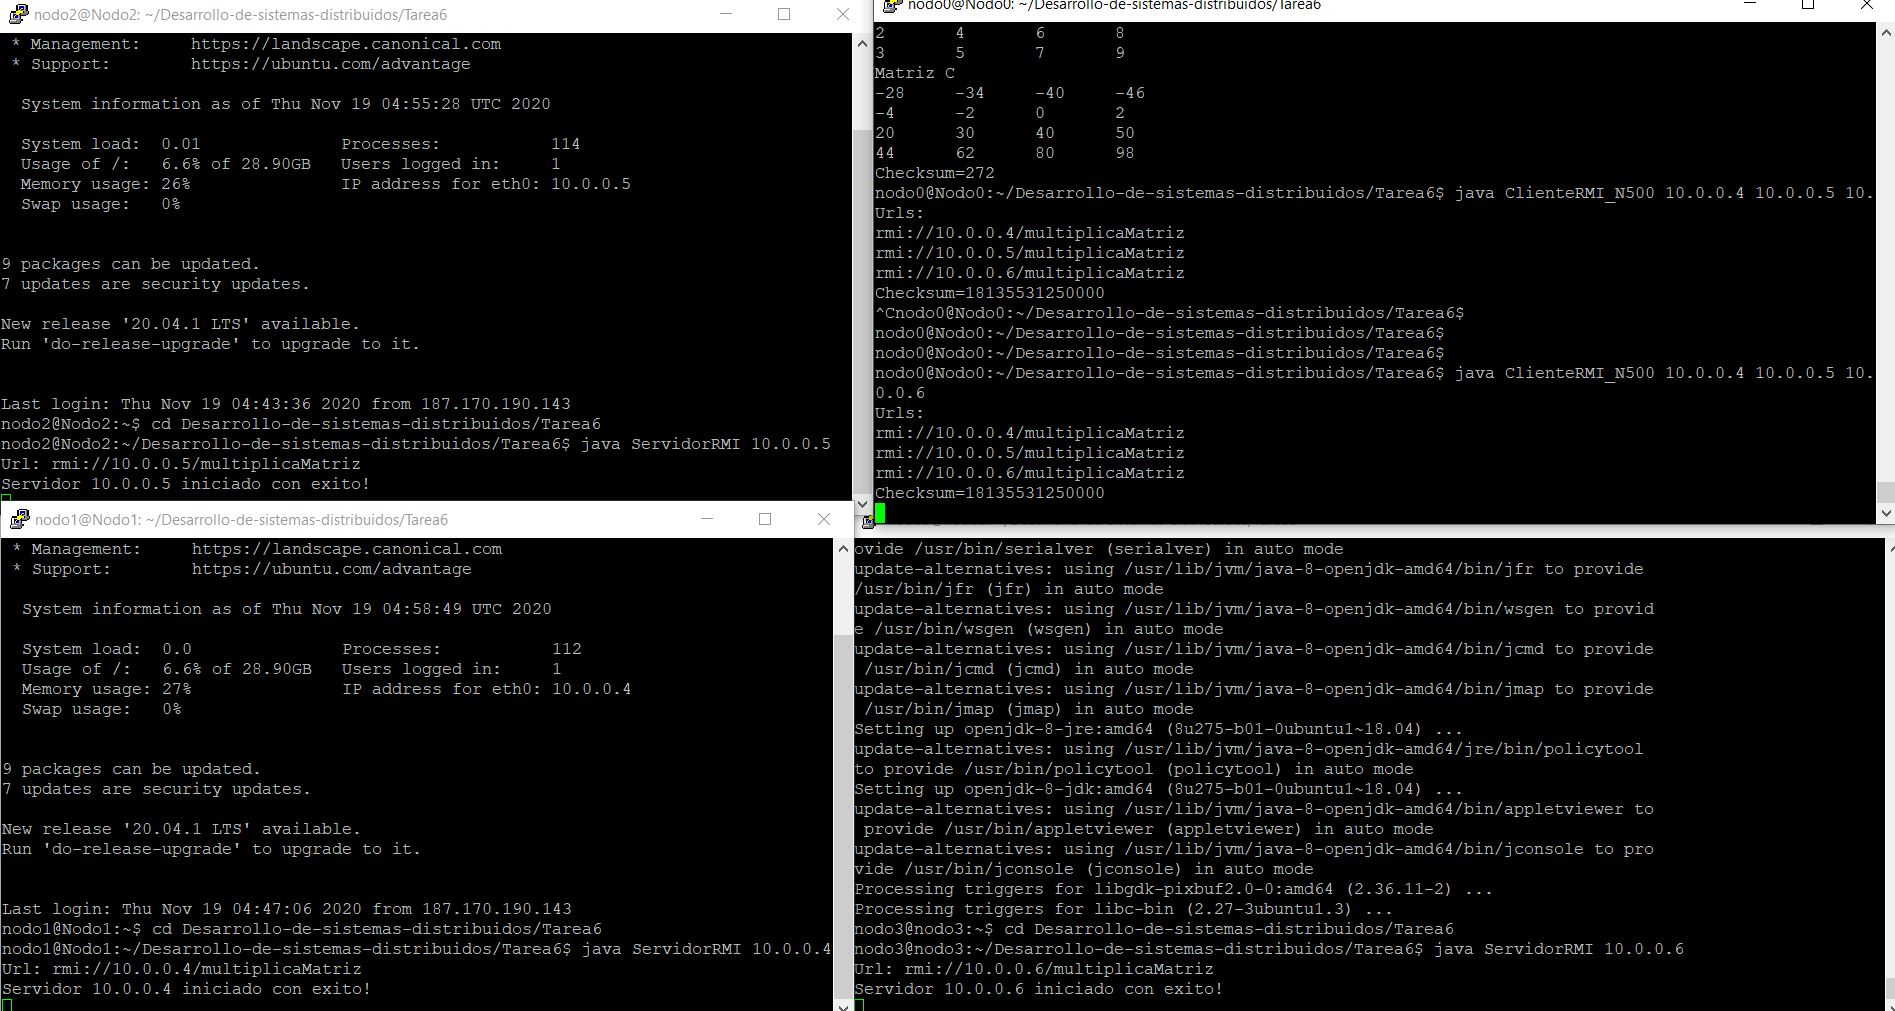 nodo2@Nodo2: ~/Desarrollo-de-sistemas-distribuidos/Tarea6
* Management:     https://landscape.canonical.com
* Support:        https://ubuntu.com/advantage
System information as of Thu Nov 19 04:55:28 UTC 2020
System load:  0.01              Processes:           114
Usage of /:   6.6% of 28.90GB   Users logged in:     1
Memory usage: 26%               IP address for eth0: 10.0.0.5
Swap usage:   0%
9 packages can be updated.
7 updates are security updates.
New release '20.04.1 LTS' available.
Run 'do-release-upgrade' to upgrade to it.
Last login: Thu Nov 19 04:43:36 2020 from 187.170.190.143
nodo2@Nodo2:~$ cd Desarrollo-de-sistemas-distribuidos/Tarea6
nodo2@Nodo2:~/Desarrollo-de-sistemas-distribuidos/Tarea6$ java ServidorRMI 10.0.0.5
Url: rmi://10.0.0.5/multiplicaMatriz
Servidor 10.0.0.5 iniciado con exito!
nodo0@Nodo0: ~/Desarrollo-de-sistemas-distribuidos/Tarea6
2       4       6       8
3       5       7       9
Matriz C
-28     -34     -40     -46
-4      -2      0       2
20      30      40      50
44      62      80      98
Checksum=272
nodo0@Nodo0:~/Desarrollo-de-sistemas-distribuidos/Tarea6$ java ClienteRMI_N500 10.0.0.4 10.0.0.5 10.
Urls:
rmi://10.0.0.4/multiplicaMatriz
rmi://10.0.0.5/multiplicaMatriz
rmi://10.0.0.6/multiplicaMatriz
Checksum=18135531250000
^Cnodo0@Nodo0:~/Desarrollo-de-sistemas-distribuidos/Tarea6$
nodo0@Nodo0:~/Desarrollo-de-sistemas-distribuidos/Tarea6$
nodo0@Nodo0:~/Desarrollo-de-sistemas-distribuidos/Tarea6$
nodo0@Nodo0:~/Desarrollo-de-sistemas-distribuidos/Tarea6$ java ClienteRMI_N500 10.0.0.4 10.0.0.5 10.
0.0.6
Urls:
rmi://10.0.0.4/multiplicaMatriz
rmi://10.0.0.5/multiplicaMatriz
rmi://10.0.0.6/multiplicaMatriz
Checksum=18135531250000
nodo1@Nodo1: ~/Desarrollo-de-sistemas-distribuidos/Tarea6
* Management:     https://landscape.canonical.com
* Support:        https://ubuntu.com/advantage
System information as of Thu Nov 19 04:58:49 UTC 2020
System load:  0.0               Processes:           112
Usage of /:   6.6% of 28.90GB   Users logged in:     1
Memory usage: 27%               IP address for eth0: 10.0.0.4
Swap usage:   0%
9 packages can be updated.
7 updates are security updates.
New release '20.04.1 LTS' available.
Run 'do-release-upgrade' to upgrade to it.
Last login: Thu Nov 19 04:47:06 2020 from 187.170.190.143
nodo1@Nodo1:~$ cd Desarrollo-de-sistemas-distribuidos/Tarea6
nodo1@Nodo1:~/Desarrollo-de-sistemas-distribuidos/Tarea6$ java ServidorRMI 10.0.0.4
Url: rmi://10.0.0.4/multiplicaMatriz
Servidor 10.0.0.4 iniciado con exito!
ovide /usr/bin/serialver (serialver) in auto mode
update-alternatives: using /usr/lib/jvm/java-8-openjdk-amd64/bin/jfr to provide
/usr/bin/jfr (jfr) in auto mode
update-alternatives: using /usr/lib/jvm/java-8-openjdk-amd64/bin/wsgen to provid
e /usr/bin/wsgen (wsgen) in auto mode
update-alternatives: using /usr/lib/jvm/java-8-openjdk-amd64/bin/jcmd to provide
/usr/bin/jcmd (jcmd) in auto mode
update-alternatives: using /usr/lib/jvm/java-8-openjdk-amd64/bin/jmap to provide
/usr/bin/jmap (jmap) in auto mode
Setting up openjdk-8-jre:amd64 (8u275-b01-0ubuntu1~18.04) ...
update-alternatives: using /usr/lib/jvm/java-8-openjdk-amd64/jre/bin/policytool
to provide /usr/bin/policytool (policytool) in auto mode
Setting up openjdk-8-jdk:amd64 (8u275-b01-0ubuntu1~18.04) ...
update-alternatives: using /usr/lib/jvm/java-8-openjdk-amd64/bin/appletviewer to
provide /usr/bin/appletviewer (appletviewer) in auto mode
update-alternatives: using /usr/lib/jvm/java-8-openjdk-amd64/bin/jconsole to pro
vide /usr/bin/jconsole (jconsole) in auto mode
Processing triggers for libgdk-pixbuf2.0-0:amd64 (2.36.11-2) ...
Processing triggers for libc-bin (2.27-3ubuntu1.3) ...
nodo3@nodo3:~$ cd Desarrollo-de-sistemas-distribuidos/Tarea6
nodo3@nodo3:~/Desarrollo-de-sistemas-distribuidos/Tarea6$ java ServidorRMI 10.0.0.6
Url: rmi://10.0.0.6/multiplicaMatriz
Servidor 10.0.0.6 iniciado con exito!